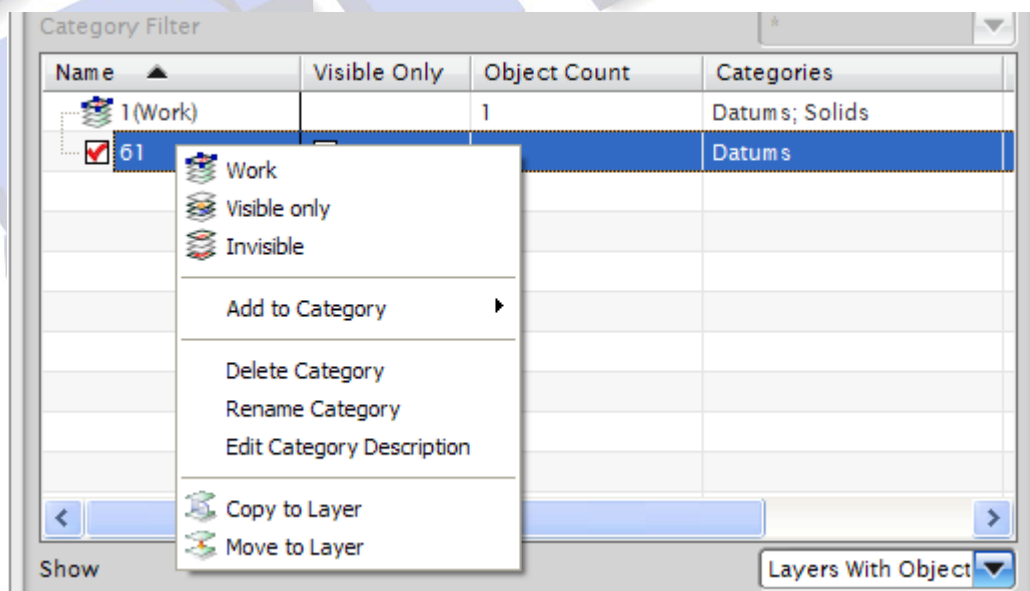 Category Filter *
Name Visible Only Object Count Categories
1(Work) 1 Datums; Solids
61 Datums
Work
Visible only
Invisible
Add to Category
Delete Category
Rename Category
Edit Category Description
Copy to Layer
Move to Layer
Show Layers With Object